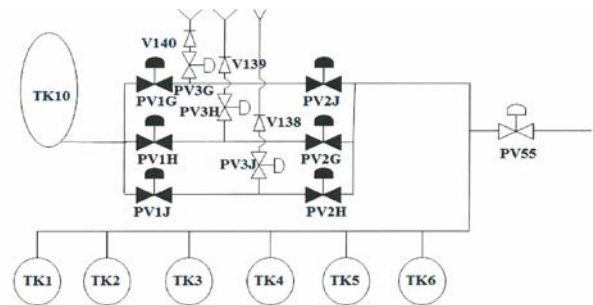 V140
V139
PV3G
TK10
PV1G
PV3H
PV2J
V138
PV1H
PV3J
PV2G
PV55
PV1J
PV2H
TK1
TK2
TK3
TK4
TK5
TK6